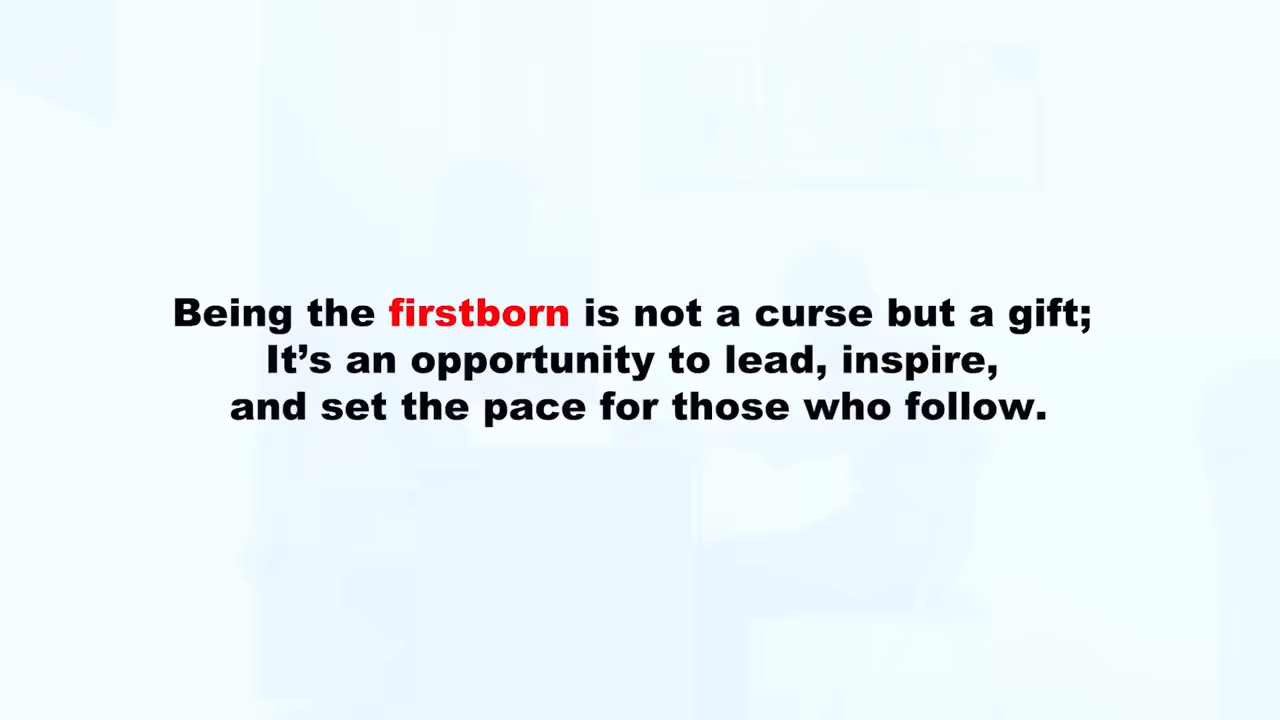 Being the firstborn is not a curse but a gift;
It’s an opportunity to lead, inspire,
and set the pace for those who follow.